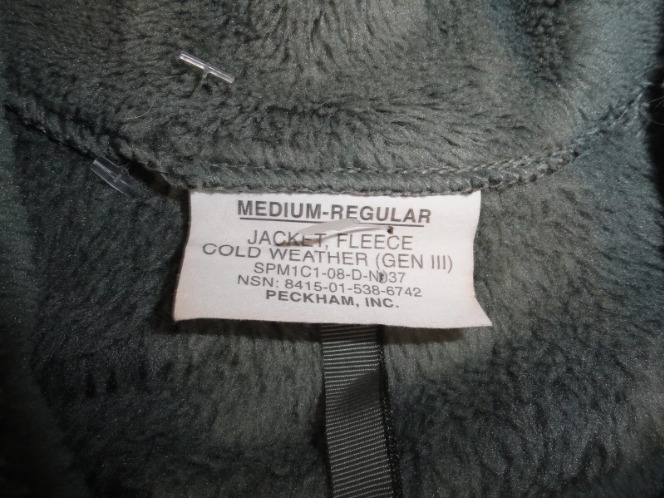 MEDIUM-REGULAR
JACKET, FLEECE
COLD WEATHER (GEN III)
SPM1C1-08-D-N037
NSN: 8415-01-538-6742
PECKHAM, INC.